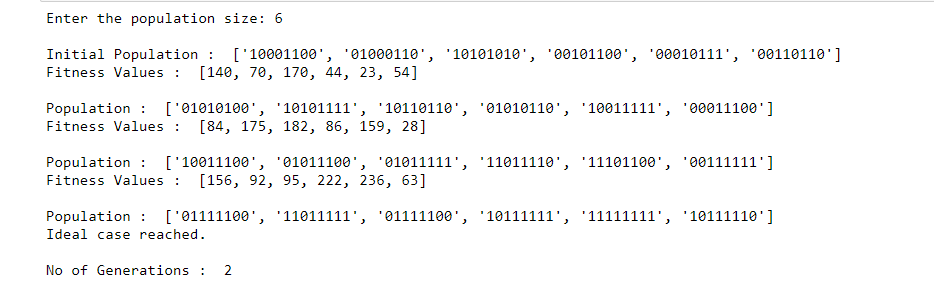 Enter the population size: 6
Initial Population :  ['10001100', '01000110', '10101010', '00101100', '00010111', '00110110']
Fitness Values :  [140, 70, 170, 44, 23, 54]
Population :  ['01010100', '10101111', '10110110', '01010110', '10011111', '00011100']
Fitness Values :  [84, 175, 182, 86, 159, 28]
Population :  ['10011100', '01011100', '01011111', '11011110', '11101100', '00111111']
Fitness Values :  [156, 92, 95, 222, 236, 63]
Population :  ['01111100', '11011111', '01111100', '10111111', '11111111', '10111110']
Ideal case reached.
No of Generations :  2